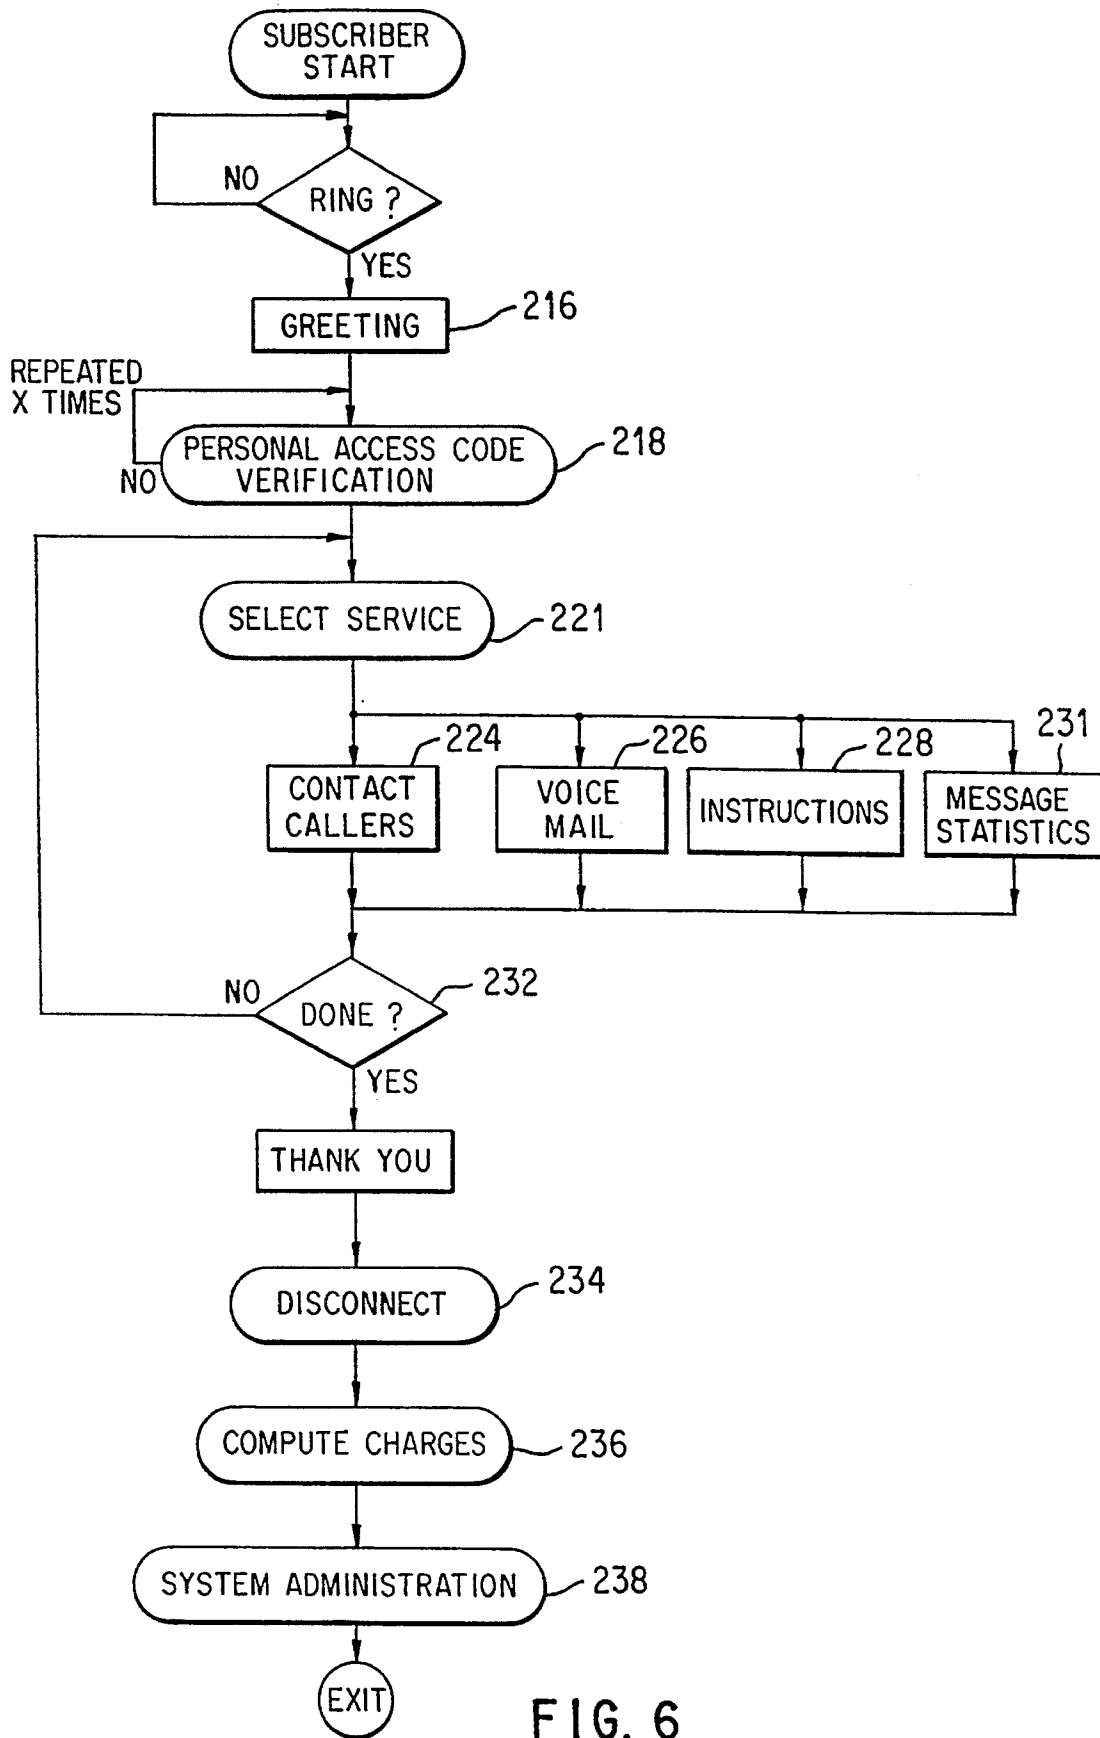 SUBSCRIBER
START
NO
RING ?
YES
GREETING
216
REPEATED
X TIMES
PERSONAL ACCESS CODE
VERIFICATION
218
NO
SELECT SERVICE
221
224
226
228
231
CONTACT
CALLERS
VOICE
MAIL
INSTRUCTIONS
MESSAGE
STATISTICS
NO
DONE ?
232
YES
THANK YOU
DISCONNECT
234
COMPUTE CHARGES
236
SYSTEM ADMINISTRATION
238
EXIT
FIG. 6